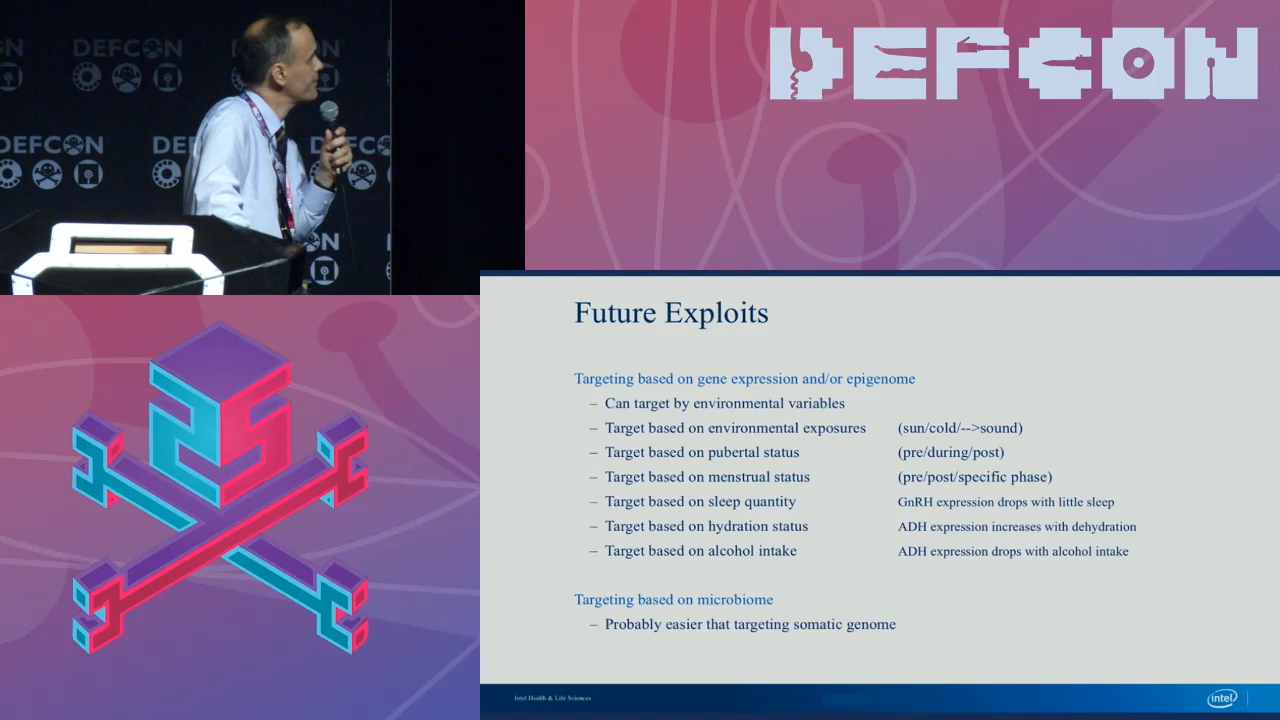 DEFCON
DEFCON
DEFCON
Future Exploits
Targeting based on gene expression and/or epigenome
– Can target by environmental variables
– Target based on environmental exposures (sun/cold/-->sound)
– Target based on pubertal status (pre/during/post)
– Target based on menstrual status (pre/post/specific phase)
– Target based on sleep quantity GnRH expression drops with little sleep
– Target based on hydration status ADH expression increases with dehydration
– Target based on alcohol intake ADH expression drops with alcohol intake
Targeting based on microbiome
– Probably easier that targeting somatic genome
Intel Health & Life Sciences
intel